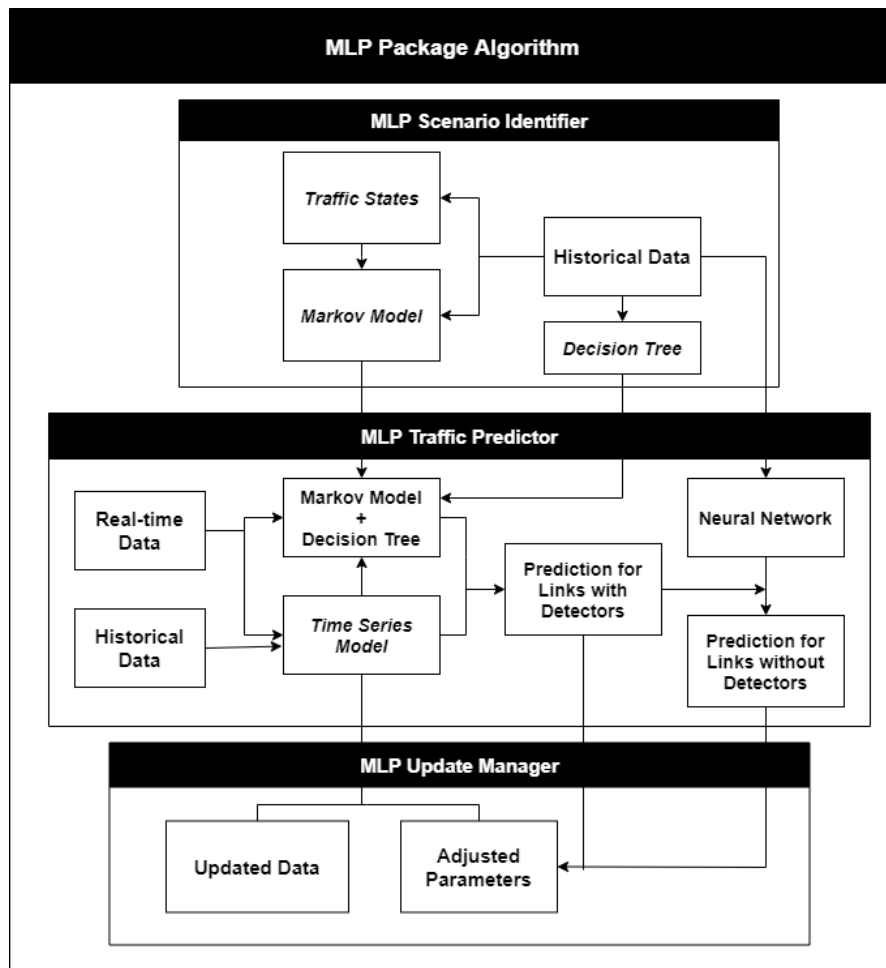 MLP Package Algorithm
MLP Scenario Identifier
Traffic States
Historical Data
Markov Model
Decision Tree
MLP Traffic Predictor
Real-time
Data
Markov Model
+
Decision Tree
Neural Network
Historical
Data
Time Series
Model
Prediction for
Links with
Detectors
Prediction for
Links without
Detectors
MLP Update Manager
Updated Data
Adjusted
Parameters